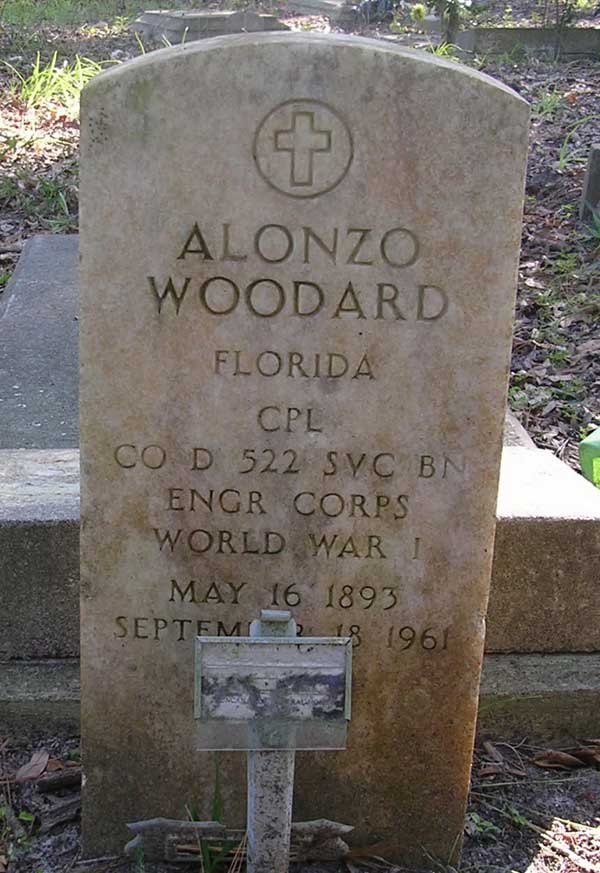 ALONZO
WOODARD
FLORIDA
CPL
CO D 522 SVC BN
ENGR CORPS
WORLD WAR I
MAY 16 1893
SEPTEMBER 18 1961